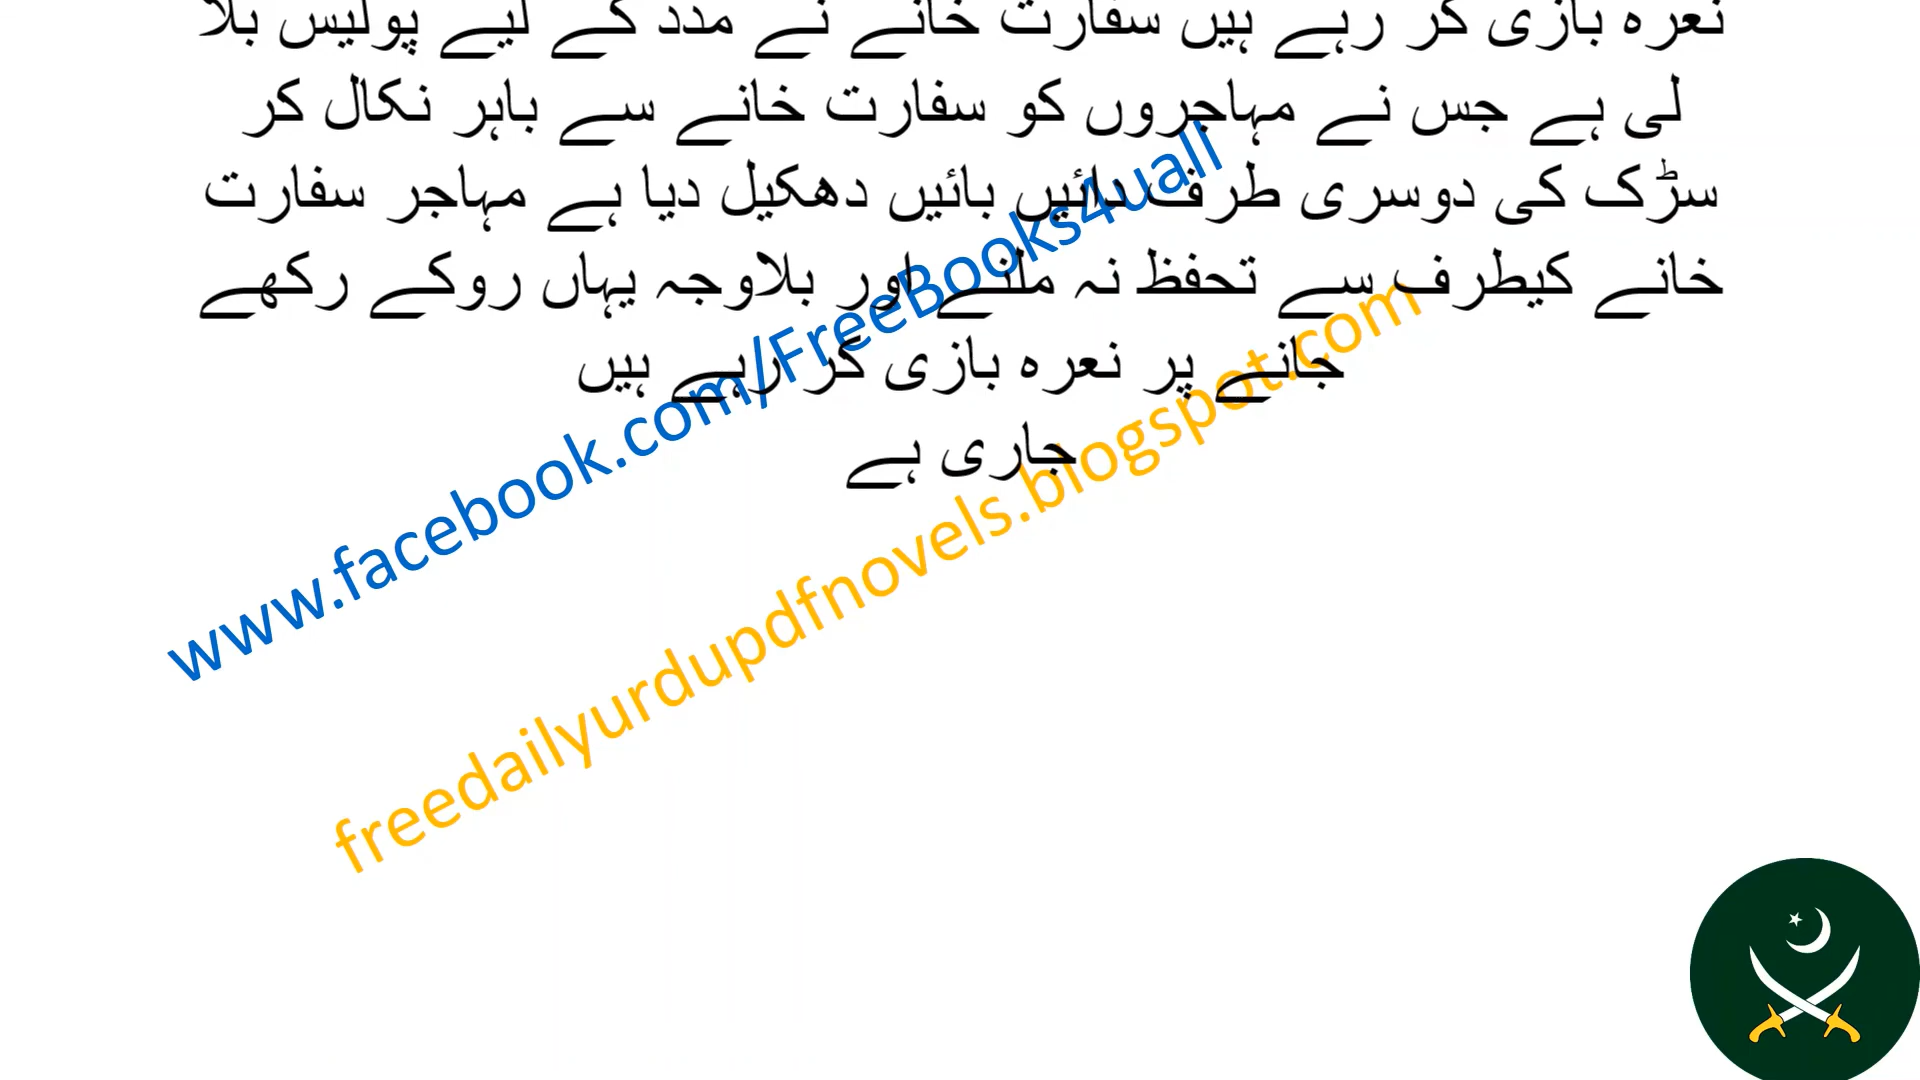 نعرہ بازی کر رہے ہیں سفارت خانے نے مدد کے لیے پولیس بلا
لی ہے جس نے مہاجروں کو سفارت خانے سے باہر نکال کر
سڑک کی دوسری طرف دائیں بائیں دھکیل دیا ہے مہاجر سفارت
خانے کیطرف سے تحفظ نہ ملنے اور بلاوجہ یہاں روکے رکھے
جانے پر نعرہ بازی کر رہے ہیں
جاری ہے
www.facebook.com/FreeBooks4uall
freedailyurdupdfnovels.blogspot.com